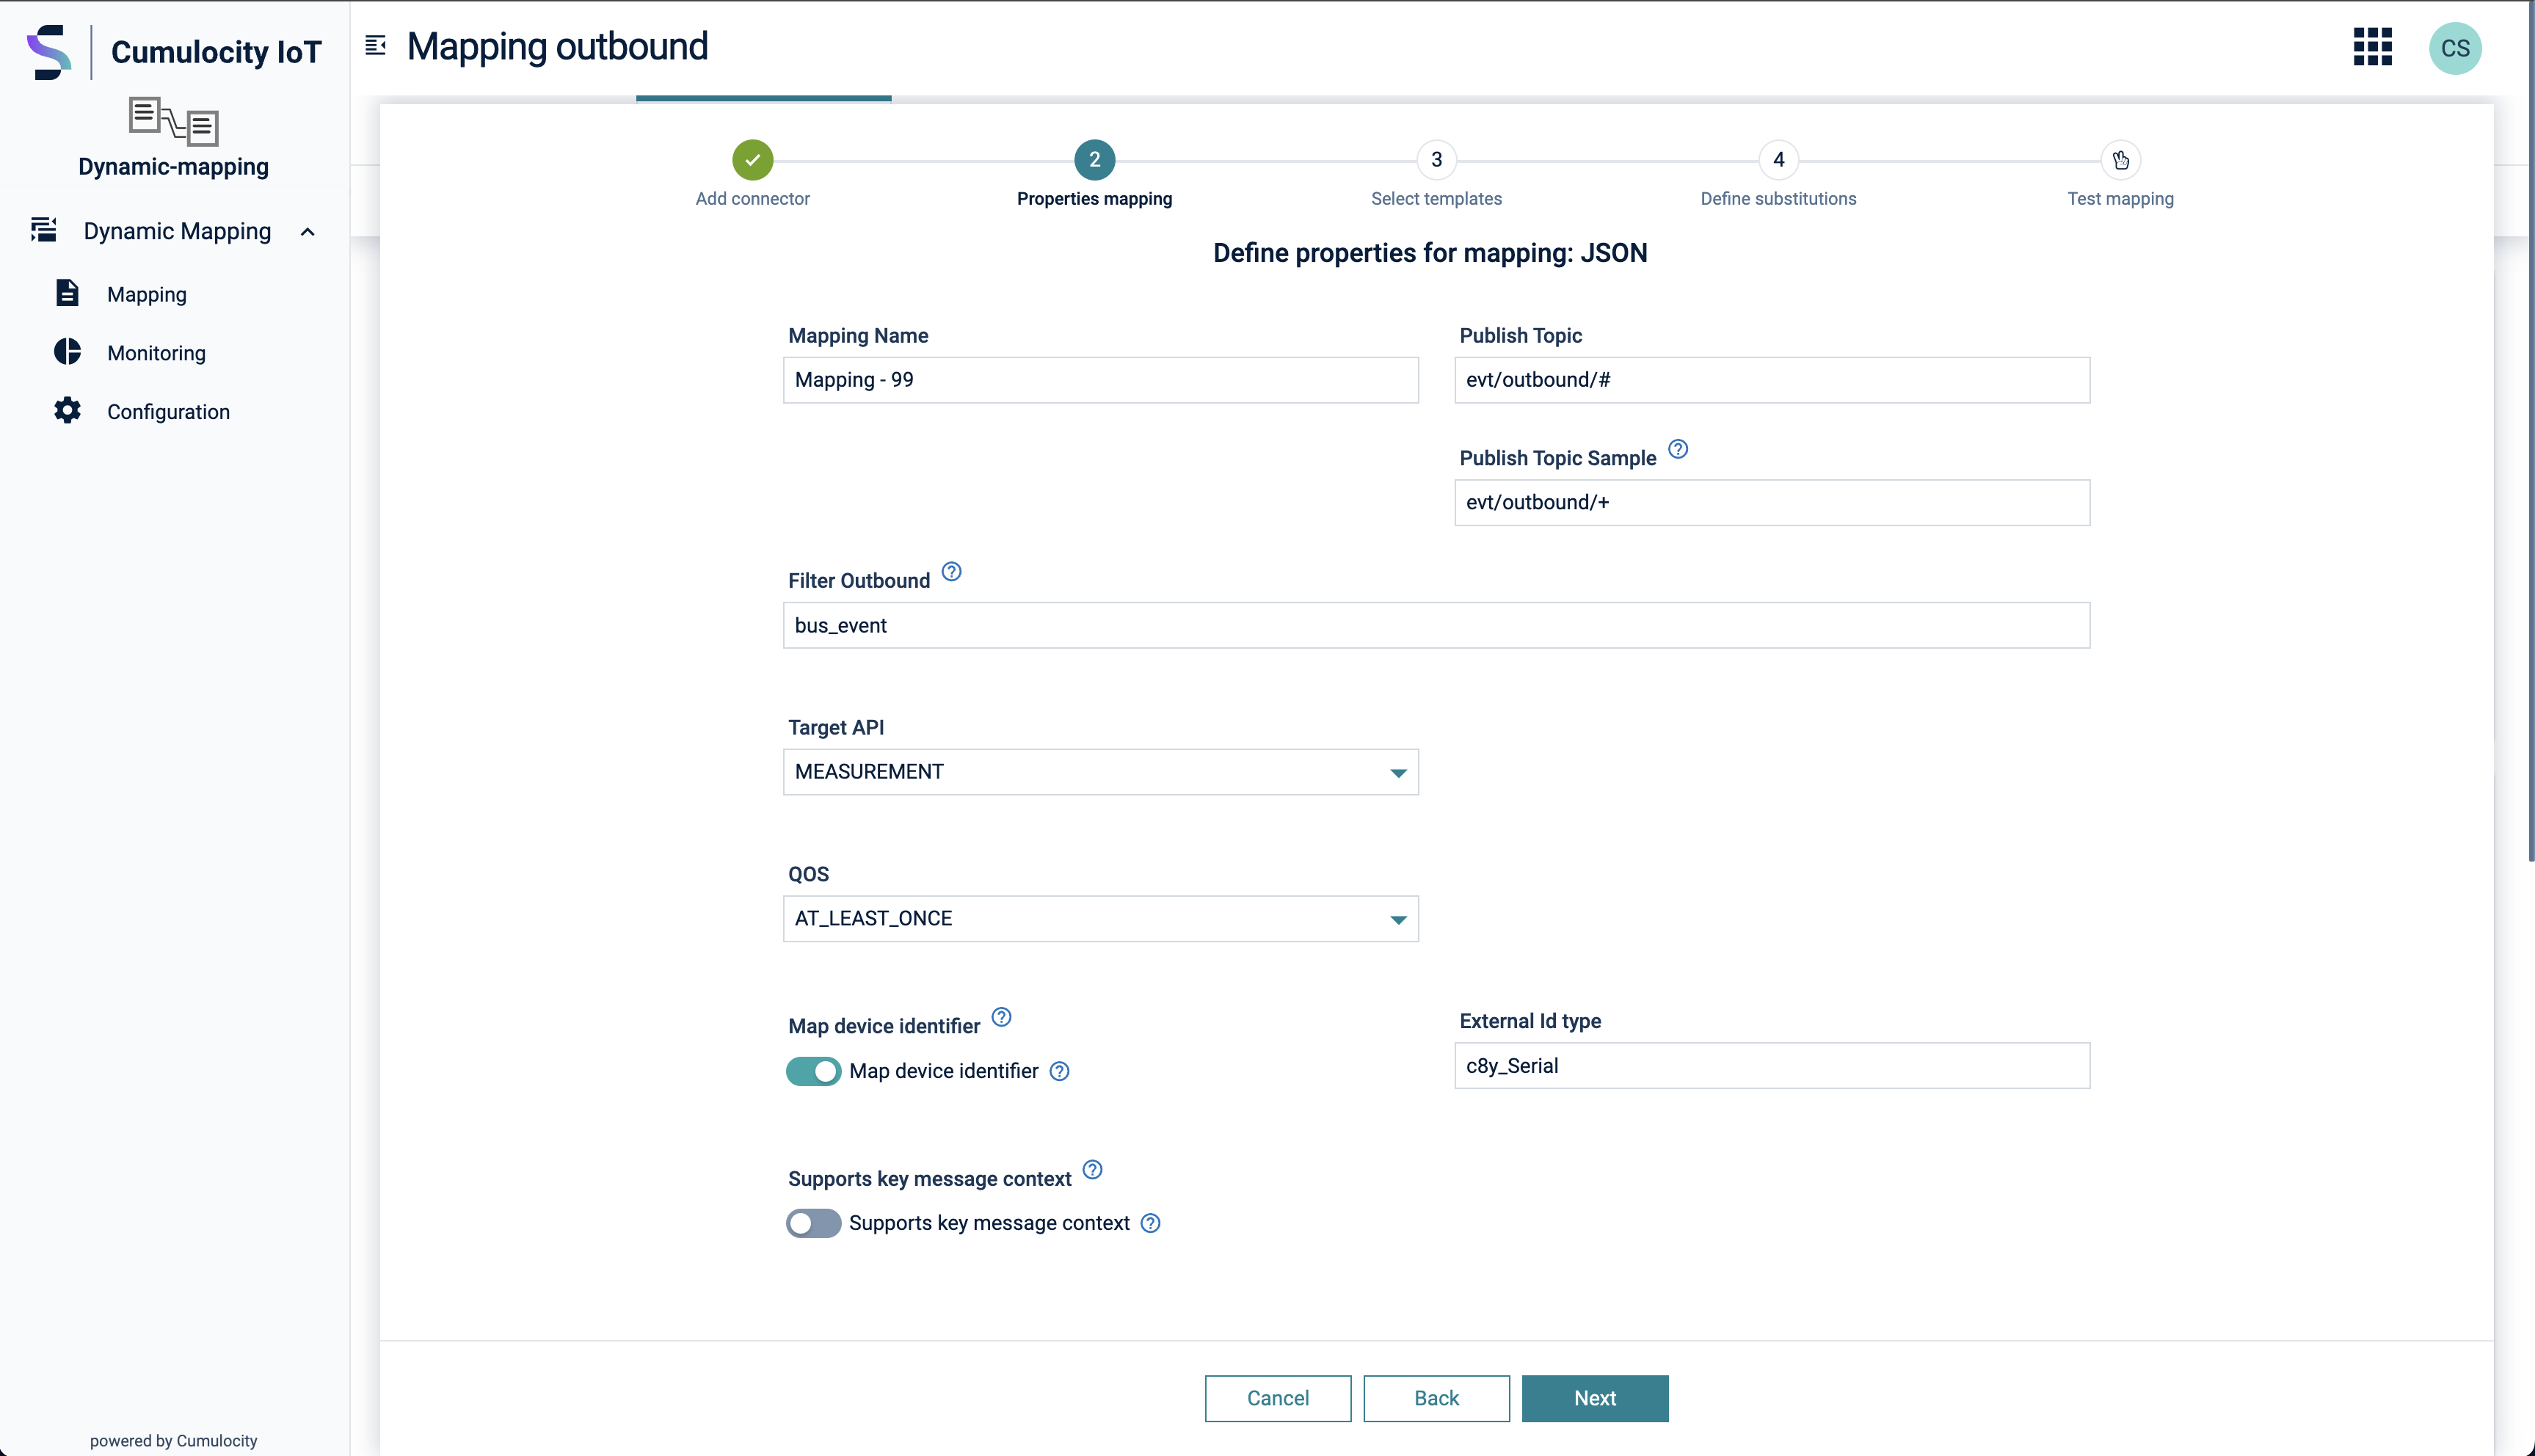 Cumulocity IoT
Mapping outbound
CS
Dynamic-mapping
Dynamic Mapping
Mapping
Monitoring
Configuration
powered by Cumulocity
2
3
4
Add connector
Properties mapping
Select templates
Define substitutions
Test mapping
Define properties for mapping: JSON
Mapping Name
Mapping - 99
Publish Topic
evt/outbound/#
Publish Topic Sample ?
evt/outbound/+
Filter Outbound ?
bus_event
Target API
MEASUREMENT
QOS
AT_LEAST_ONCE
Map device identifier ?
Map device identifier ?
External Id type
c8y_Serial
Supports key message context ?
Supports key message context ?
Cancel
Back
Next